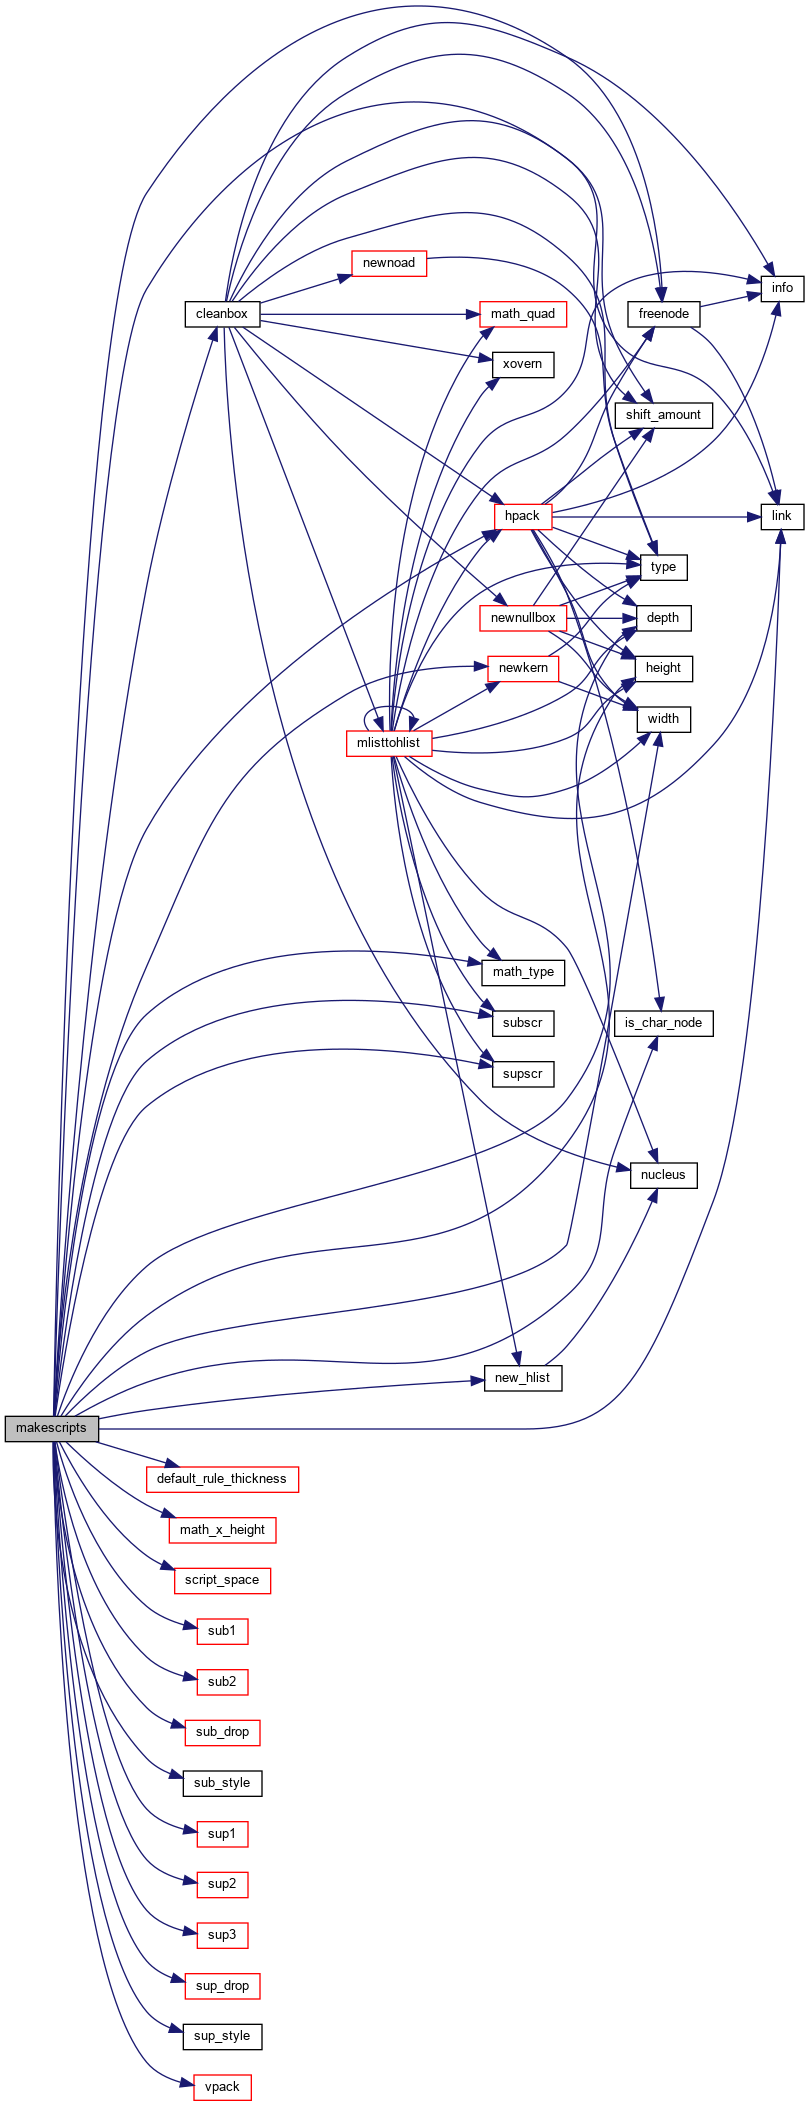 newnoad
info
cleanbox
math_quad
freenode
xovern
shift_amount
hpack
link
type
newnullbox
depth
newkern
height
width
mlisttohlist
math_type
subscr
is_char_node
supscr
nucleus
new_hlist
makescripts
default_rule_thickness
math_x_height
script_space
sub1
sub2
sub_drop
sub_style
sup1
sup2
sup3
sup_drop
sup_style
vpack